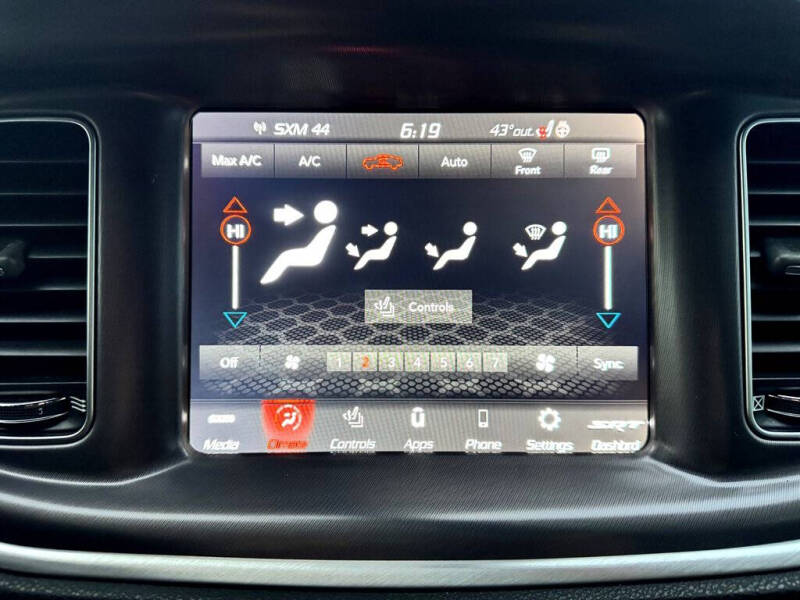 SXM 44 6:19 43° out
Max A/C A/C Auto Front Rear
HI HI
Controls
Off 1 2 3 4 5 6 7 Sync
Media Climate Controls Apps Phone Settings Dashbrd
SRT